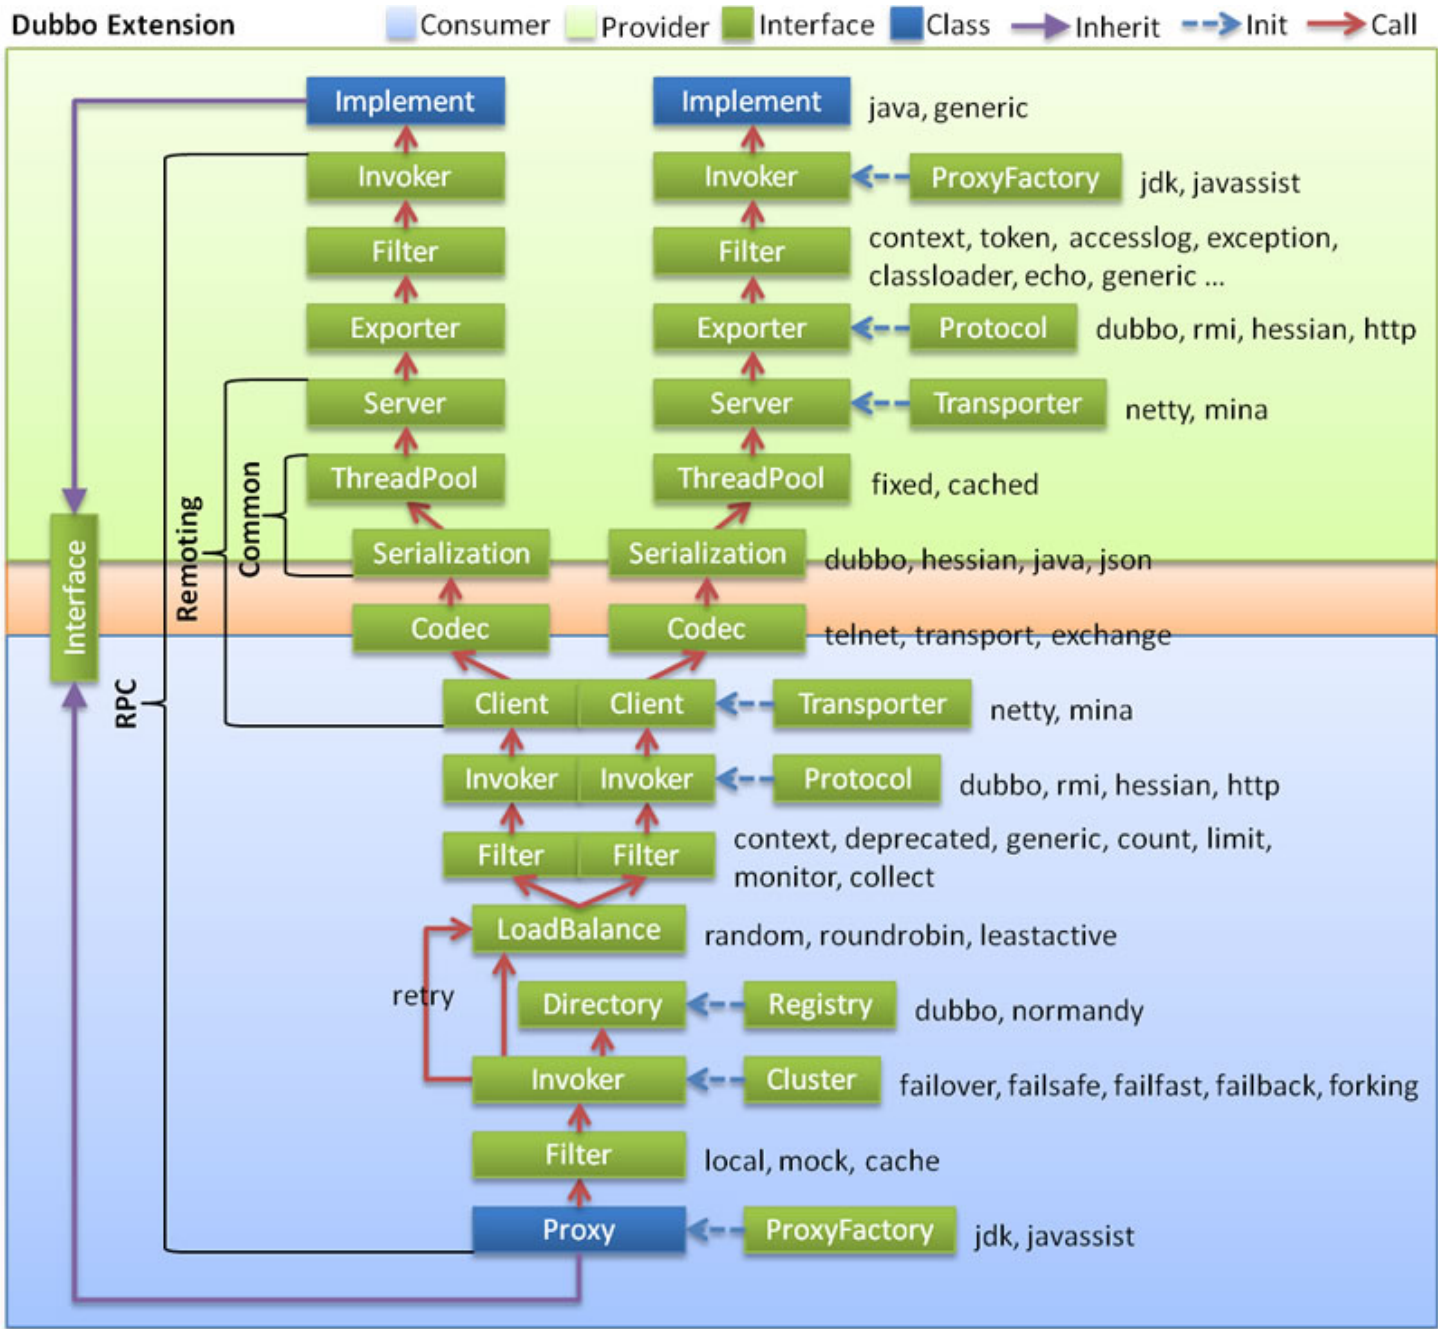 Dubbo Extension Consumer Provider Interface Class Inherit Init Call
Implement Implement java, generic
Invoker Invoker ProxyFactory jdk, javassist
Filter Filter context, token, accesslog, exception,
classloader, echo, generic ...
Exporter Exporter Protocol dubbo, rmi, hessian, http
Server Server Transporter netty, mina
ThreadPool ThreadPool fixed, cached
Common
Remoting
Interface
RPC
Serialization Serialization dubbo, hessian, java, json
Codec Codec telnet, transport, exchange
Client Client Transporter netty, mina
Invoker Invoker Protocol dubbo, rmi, hessian, http
Filter Filter context, deprecated, generic, count, limit,
monitor, collect
LoadBalance random, roundrobin, leastactive
retry
Directory Registry dubbo, normandy
Invoker Cluster failover, failsafe, failfast, failback, forking
Filter local, mock, cache
Proxy ProxyFactory jdk, javassist